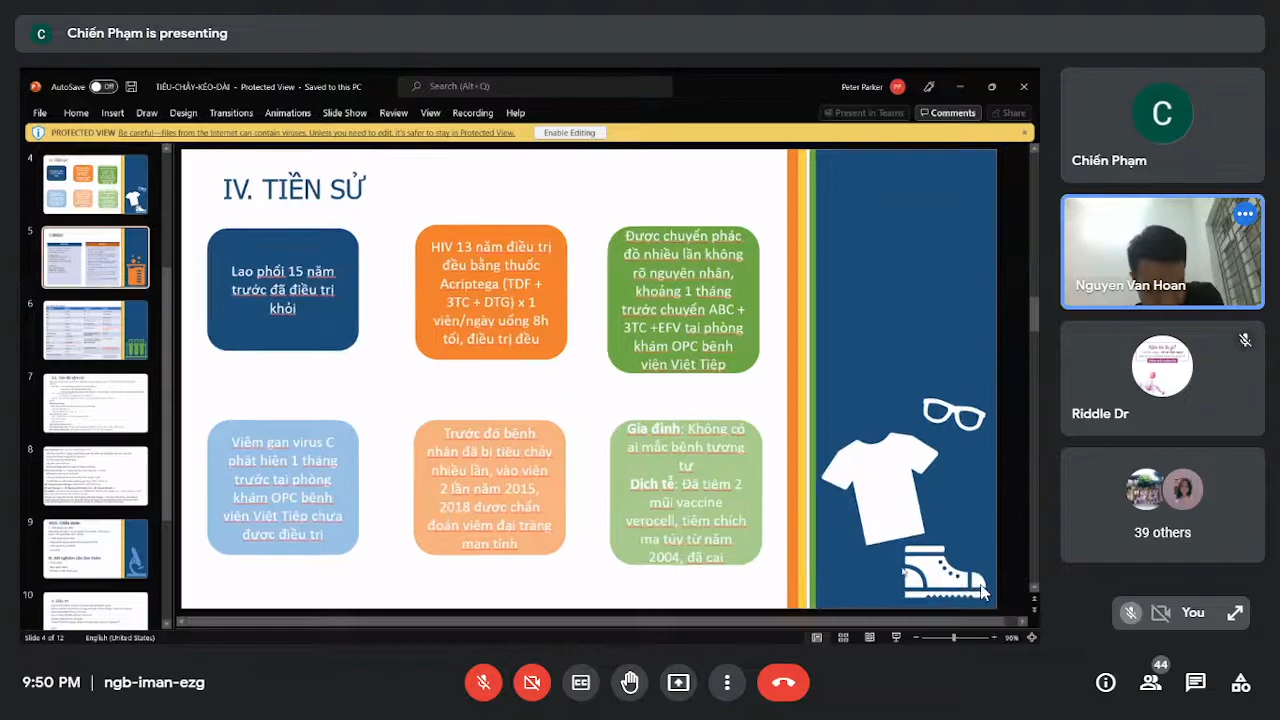 C
Chiến Phạm is presenting
AutoSave
Off
TIÊU-CHẢY-KÉO-DÀI - Protected View - Saved to this PC
Search (Alt+Q)
Peter Parker
PP
File Home Insert Draw Design Transitions Animations Slide Show Review View Recording Help
Present in Teams
Comments
Share
PROTECTED VIEW Be careful—files from the Internet can contain viruses. Unless you need to edit, it's safer to stay in Protected View.
Enable Editing
4
5
6
7
8
9
10
IV. TIỀN SỬ
Lao phổi 15 năm
trước đã điều trị
khỏi
HIV 13 năm điều trị
đều bằng thuốc
Acriptega (TDF +
3TC + DTG) x 1
viên/ngày uống 8h
tối, điều trị đều
Được chuyển phác
đồ nhiều lần không
rõ nguyên nhân,
khoảng 1 tháng
trước chuyển ABC +
3TC +EFV tại phòng
khám OPC bệnh
viện Việt Tiệp
Viêm gan virus C
phát hiện 1 tháng
trước tại phòng
khám OPC bệnh
viện Việt Tiệp chưa
được điều trị
Trước đó bệnh
nhân đã tiêu chảy
nhiều lần, vào viện
2 lần năm 2015,
2018 được chẩn
đoán viêm đại tràng
mạn tính
Gia đình: Không có
ai mắc bệnh tương
tự
Dịch tễ: Đã tiêm 2
mũi vaccine
verocell, tiêm chích
ma túy từ năm
2004, đã cai
Slide 4 of 12
English (United States)
96%
C
Chiến Phạm
Nguyen Van Hoan
Riddle Dr
39 others
You
9:50 PM | ngb-iman-ezg
44